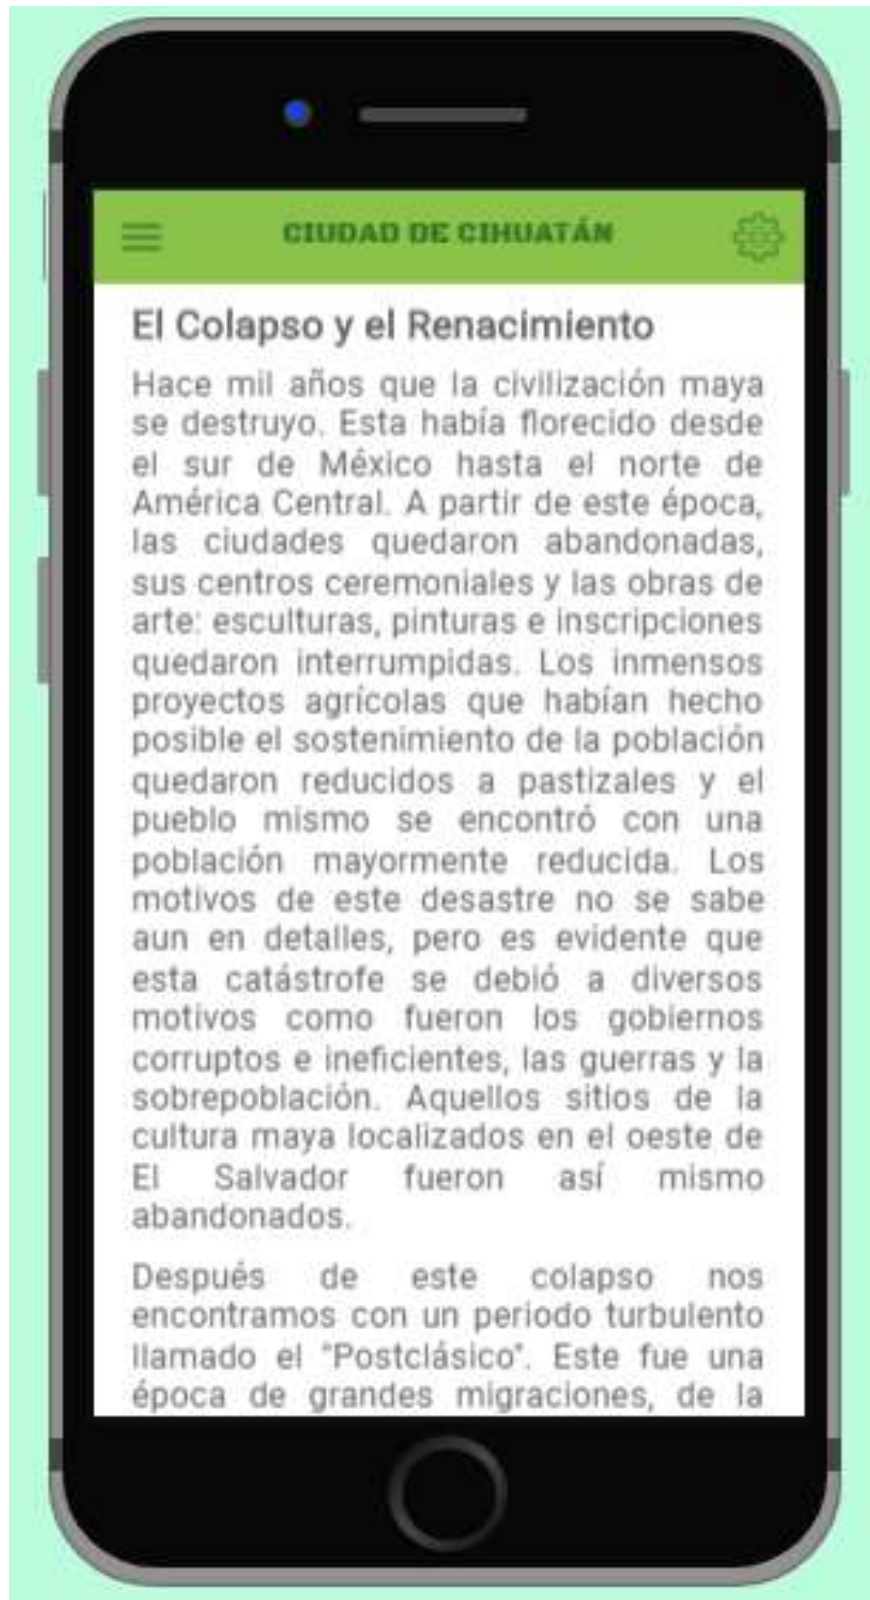 CIUDAD DE CIHUATÁN
El Colapso y el Renacimiento
Hace mil años que la civilización maya
se destruyo. Esta había florecido desde
el sur de México hasta el norte de
América Central. A partir de este época,
las ciudades quedaron abandonadas,
sus centros ceremoniales y las obras de
arte: esculturas, pinturas e inscripciones
quedaron interrumpidas. Los inmensos
proyectos agrícolas que habían hecho
posible el sostenimiento de la población
quedaron reducidos a pastizales y el
pueblo mismo se encontró con una
población mayormente reducida. Los
motivos de este desastre no se sabe
aun en detalles, pero es evidente que
esta catástrofe se debió a diversos
motivos como fueron los gobiernos
corruptos e ineficientes, las guerras y la
sobrepoblación. Aquellos sitios de la
cultura maya localizados en el oeste de
El Salvador fueron así mismo
abandonados.
Después de este colapso nos
encontramos con un periodo turbulento
llamado el "Postclásico". Este fue una
época de grandes migraciones, de la